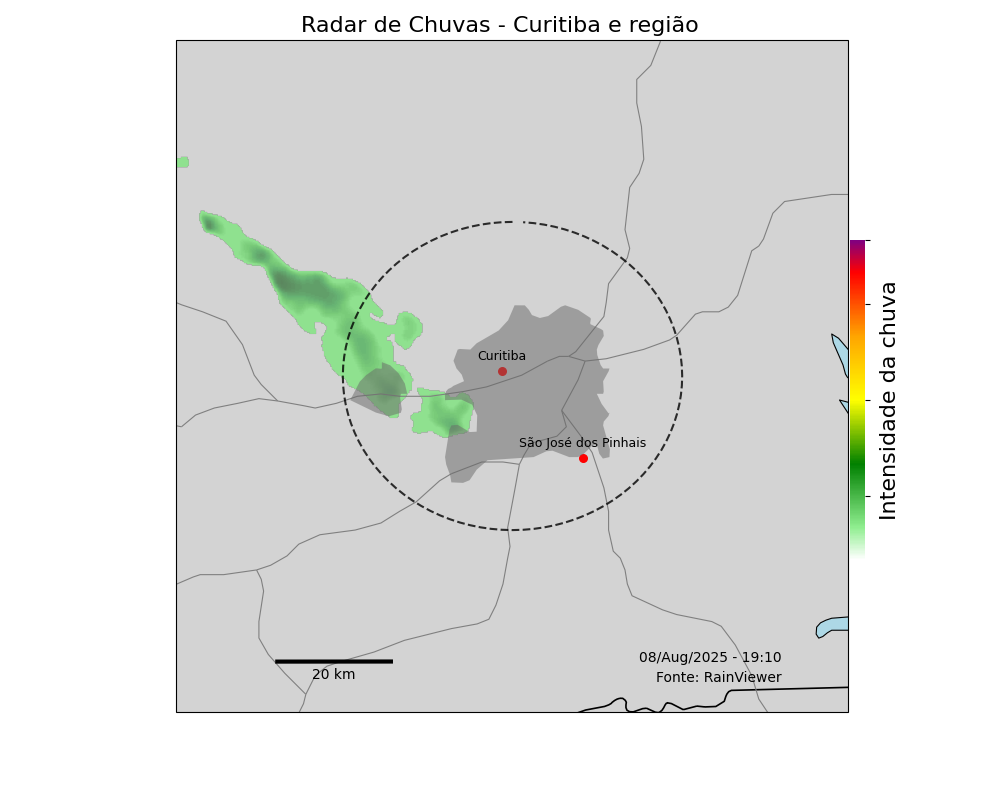 Radar de Chuvas - Curitiba e região
Curitiba
São José dos Pinhais
Intensidade da chuva
20 km
08/Aug/2025 - 19:10
Fonte: RainViewer